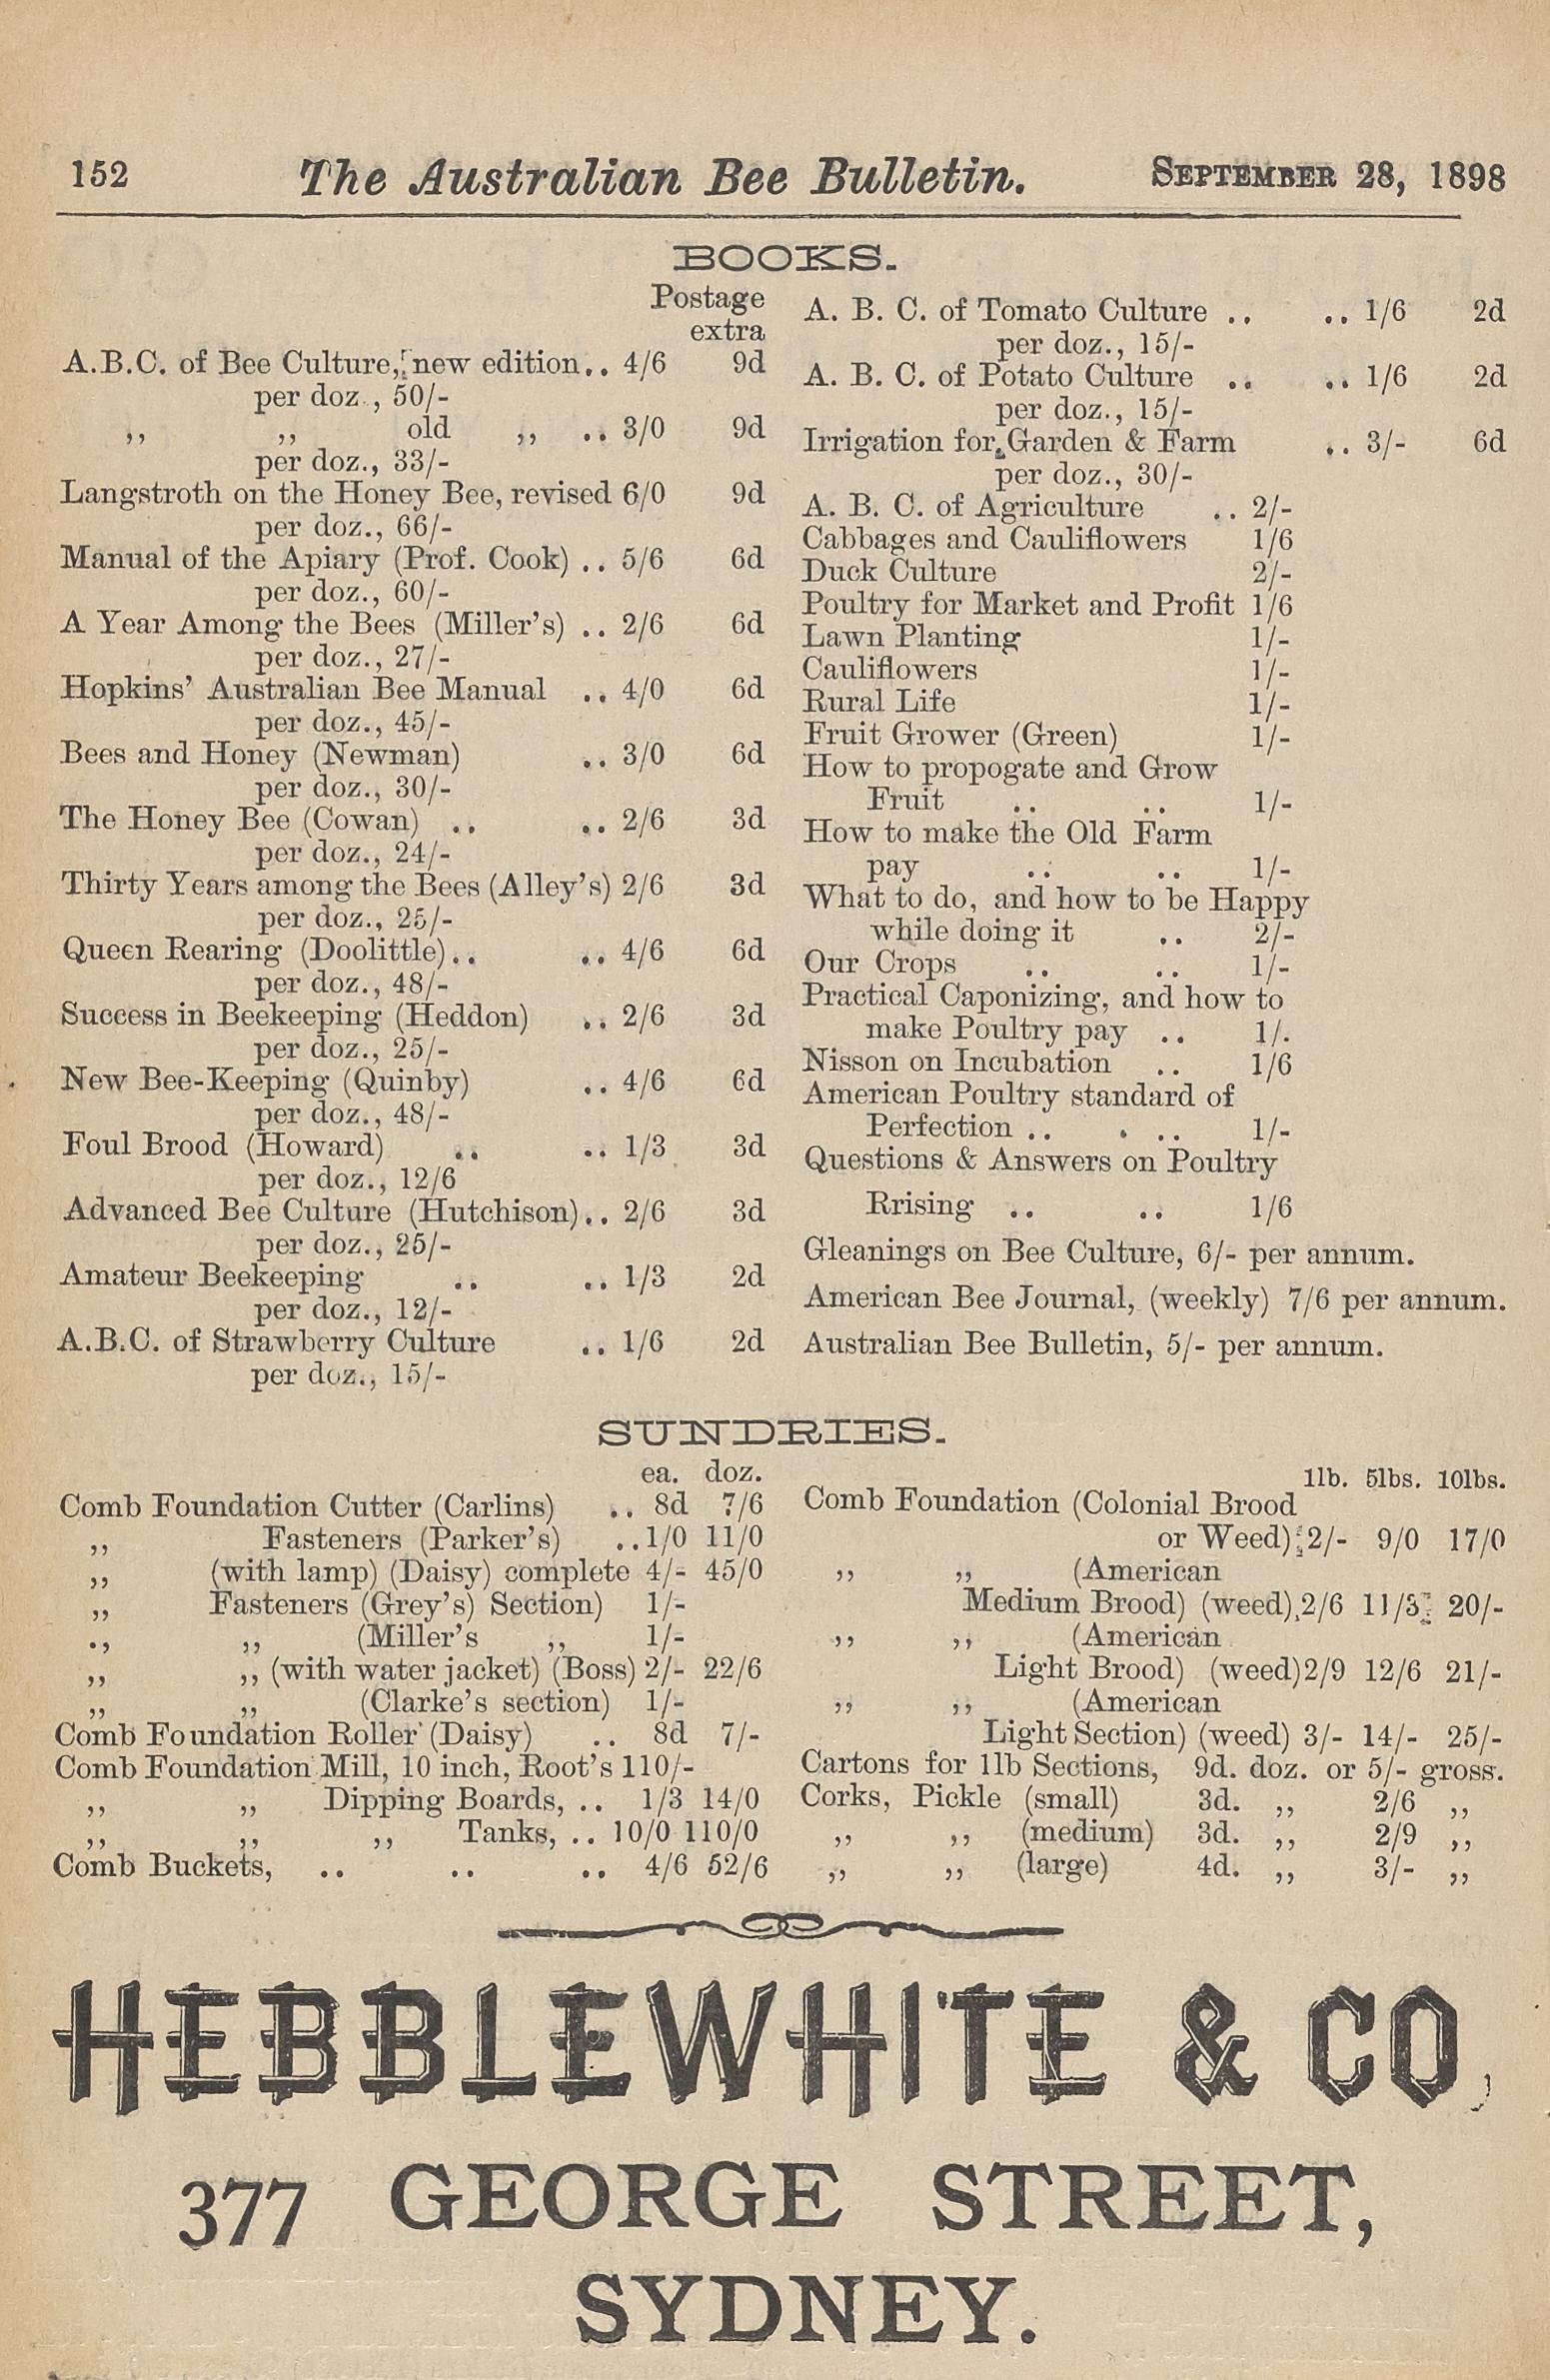 152 The Australian Bee Bulletin. SEPTEMBER 28, 1898
BOOKS.
Postage
extra
A.B.C. of Bee Culture, new edition.. 4/6 9d
per doz., 50/-
,, ,, old ,, .. 3/0 9d
per doz., 33/-
Langstroth on the Honey Bee, revised 6/0 9d
per doz., 66/-
Manual of the Apiary (Prof. Cook) .. 5/6 6d
per doz., 60/-
A Year Among the Bees (Miller's) .. 2/6 6d
per doz., 27/-
Hopkins' Australian Bee Manual .. 4/0 6d
per doz., 45/-
Bees and Honey (Newman) .. 3/0 6d
per doz., 30/-
The Honey Bee (Cowan) .. .. 2/6 3d
per doz., 24/-
Thirty Years among the Bees (Alley's) 2/6 3d
per doz., 25/-
Queen Rearing (Doolittle).. .. 4/6 6d
per doz., 48/-
Success in Beekeeping (Heddon) .. 2/6 3d
per doz., 25/-
New Bee-Keeping (Quinby) .. 4/6 6d
per doz., 48/-
Foul Brood (Howard) .. .. 1/3 3d
per doz., 12/6
Advanced Bee Culture (Hutchison).. 2/6 3d
per doz., 25/-
Amateur Beekeeping .. .. 1/3 2d
per doz., 12/-
A.B.C. of Strawberry Culture .. 1/6 2d
per doz., 15/-
A. B. C. of Tomato Culture .. .. 1/6 2d
per doz., 15/-
A. B. C. of Potato Culture .. .. 1/6 2d
per doz., 15/-
Irrigation for Garden & Farm .. 3/- 6d
per doz., 30/-
A. B. C. of Agriculture .. 2/-
Cabbages and Cauliflowers 1/6
Duck Culture 2/-
Poultry for Market and Profit 1/6
Lawn Planting 1/-
Cauliflowers 1/-
Rural Life 1/-
Fruit Grower (Green) 1/-
How to propogate and Grow
Fruit .. .. 1/-
How to make the Old Farm
pay .. .. 1/-
What to do, and how to be Happy
while doing it .. 2/-
Our Crops .. .. 1/-
Practical Caponizing, and how to
make Poultry pay .. 1/.
Nisson on Incubation .. 1/6
American Poultry standard of
Perfection .. . .. 1/-
Questions & Answers on Poultry
Rrising .. .. 1/6
Gleanings on Bee Culture, 6/- per annum.
American Bee Journal, (weekly) 7/6 per annum.
Australian Bee Bulletin, 5/- per annum.
SUNDRIES.
ea. doz.
Comb Foundation Cutter (Carlins) .. 8d 7/6
,, Fasteners (Parker's) ..1/0 11/0
,, (with lamp) (Daisy) complete 4/- 45/0
,, Fasteners (Grey's) Section) 1/-
., ,, (Miller's ,, 1/-
,, ,, (with water jacket) (Boss) 2/- 22/6
,, ,, (Clarke's section) 1/-
Comb Foundation Roller (Daisy) .. 8d 7/-
Comb Foundation Mill, 10 inch, Root's 110/-
,, ,, Dipping Boards, .. 1/3 14/0
,, ,, ,, Tanks, .. 10/0 110/0
Comb Buckets, .. .. .. 4/6 52/6
1lb. 5lbs. 10lbs.
Comb Foundation (Colonial Brood
or Weed) 2/- 9/0 17/0
,, ,, (American
Medium Brood) (weed) 2/6 11/3 20/-
,, ,, (American
Light Brood) (weed) 2/9 12/6 21/-
,, ,, (American
Light Section) (weed) 3/- 14/- 25/-
Cartons for 1lb Sections, 9d. doz. or 5/- gross.
Corks, Pickle (small) 3d. ,, 2/6 ,,
,, ,, (medium) 3d. ,, 2/9 ,,
,, ,, (large) 4d. ,, 3/- ,,
HEBBLEWHITE & CO,
377 GEORGE STREET,
SYDNEY.